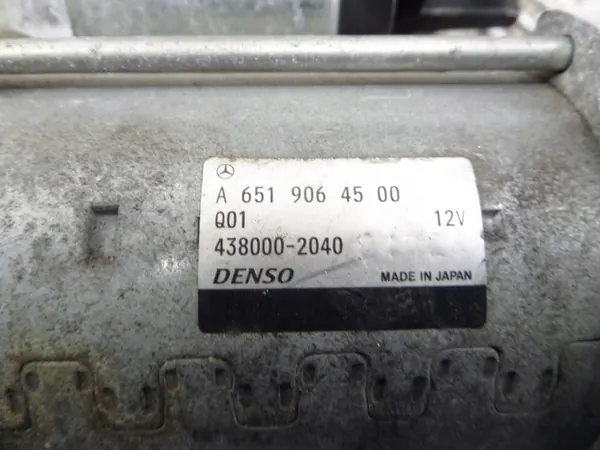 A 651 906 45 00
Q01 12V
438000-2040
DENSO MADE IN JAPAN